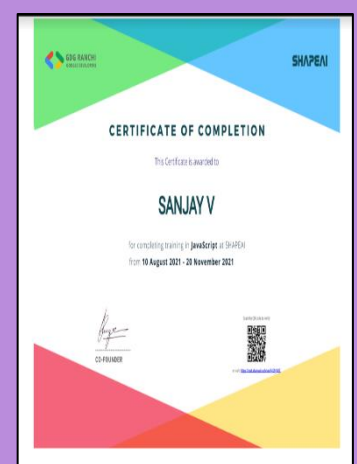 GDG RANCHI
SHAPEAI
CERTIFICATE OF COMPLETION
This Certificate is awarded to
SANJAY V
for completing training in JavaScript at SHAPEAI
from 10 August 2021 - 20 November 2021
CO-FOUNDER